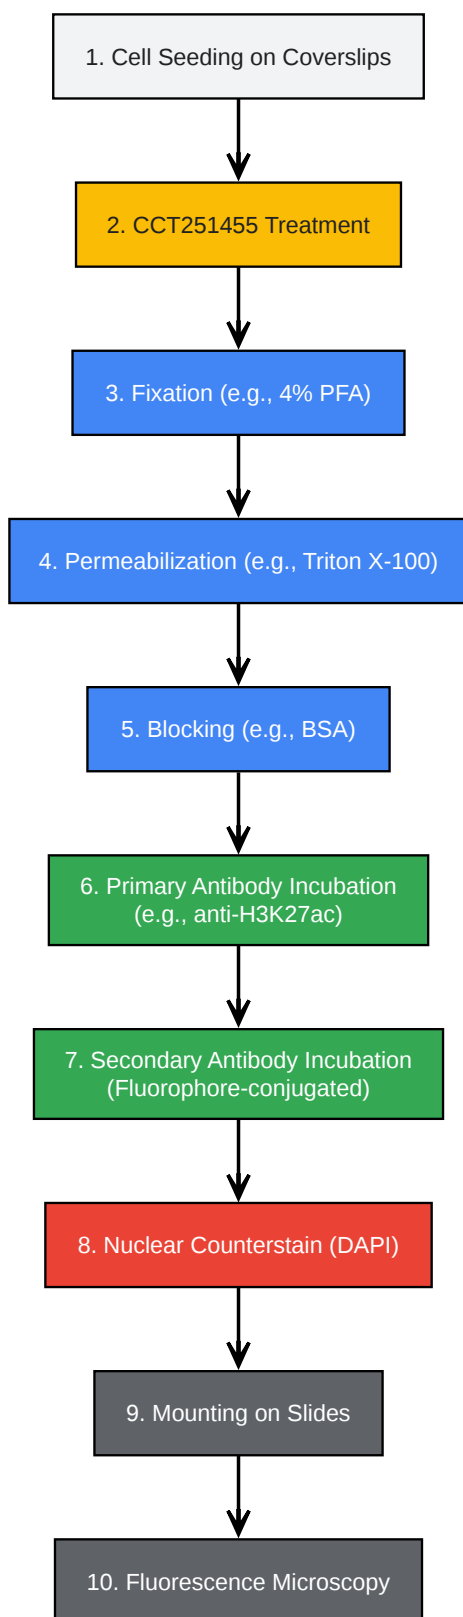 1. Cell Seeding on Coverslips
2. CCT251455 Treatment
3. Fixation (e.g., 4% PFA)
4. Permeabilization (e.g., Triton X-100)
5. Blocking (e.g., BSA)
6. Primary Antibody Incubation
(e.g., anti-H3K27ac)
7. Secondary Antibody Incubation
(Fluorophore-conjugated)
8. Nuclear Counterstain (DAPI)
9. Mounting on Slides
10. Fluorescence Microscopy